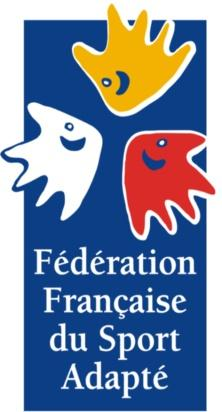 Fédération
Française
du Sport
Adapté